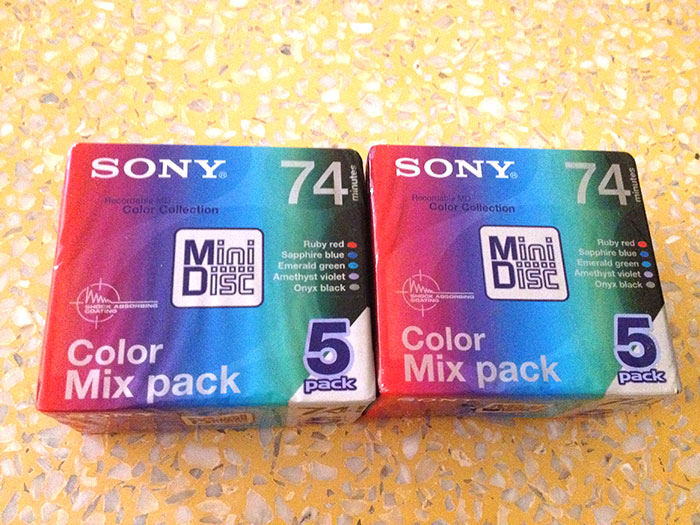 SONY®
74
minutes
Recordable MD
Color Collection
Mini
Disc
Ruby red
Sapphire blue
Emerald green
Amethyst violet
Onyx black
SHOCK ABSORBING
COATING
Color
Mix pack
5
pack
74
SONY®
74
minutes
Recordable MD
Color Collection
Mini
Disc
Ruby red
Sapphire blue
Emerald green
Amethyst violet
Onyx black
SHOCK ABSORBING
COATING
Color
Mix pack
5
pack